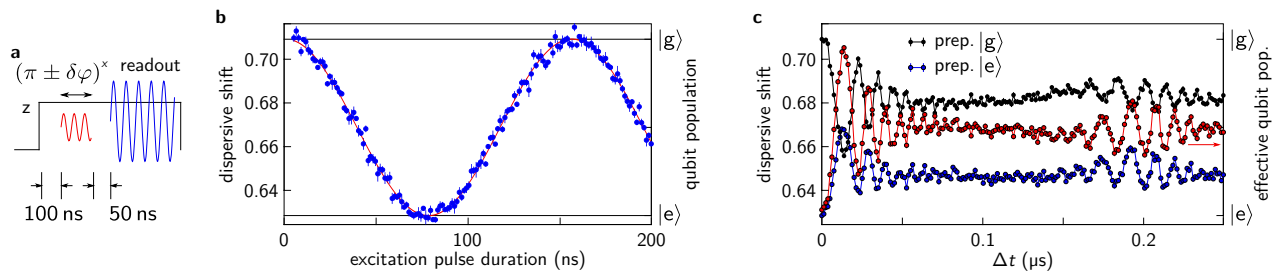 a
(π ± δφ)ˣ readout
z
100 ns 50 ns
b
dispersive shift
0.70
0.68
0.66
0.64
0 100 200
excitation pulse duration (ns)
|g⟩
qubit population
|e⟩
c
dispersive shift
0.70
0.68
0.66
0.64
prep. |g⟩
prep. |e⟩
0 0.1 0.2
Δt (µs)
|g⟩
effective qubit pop.
|e⟩